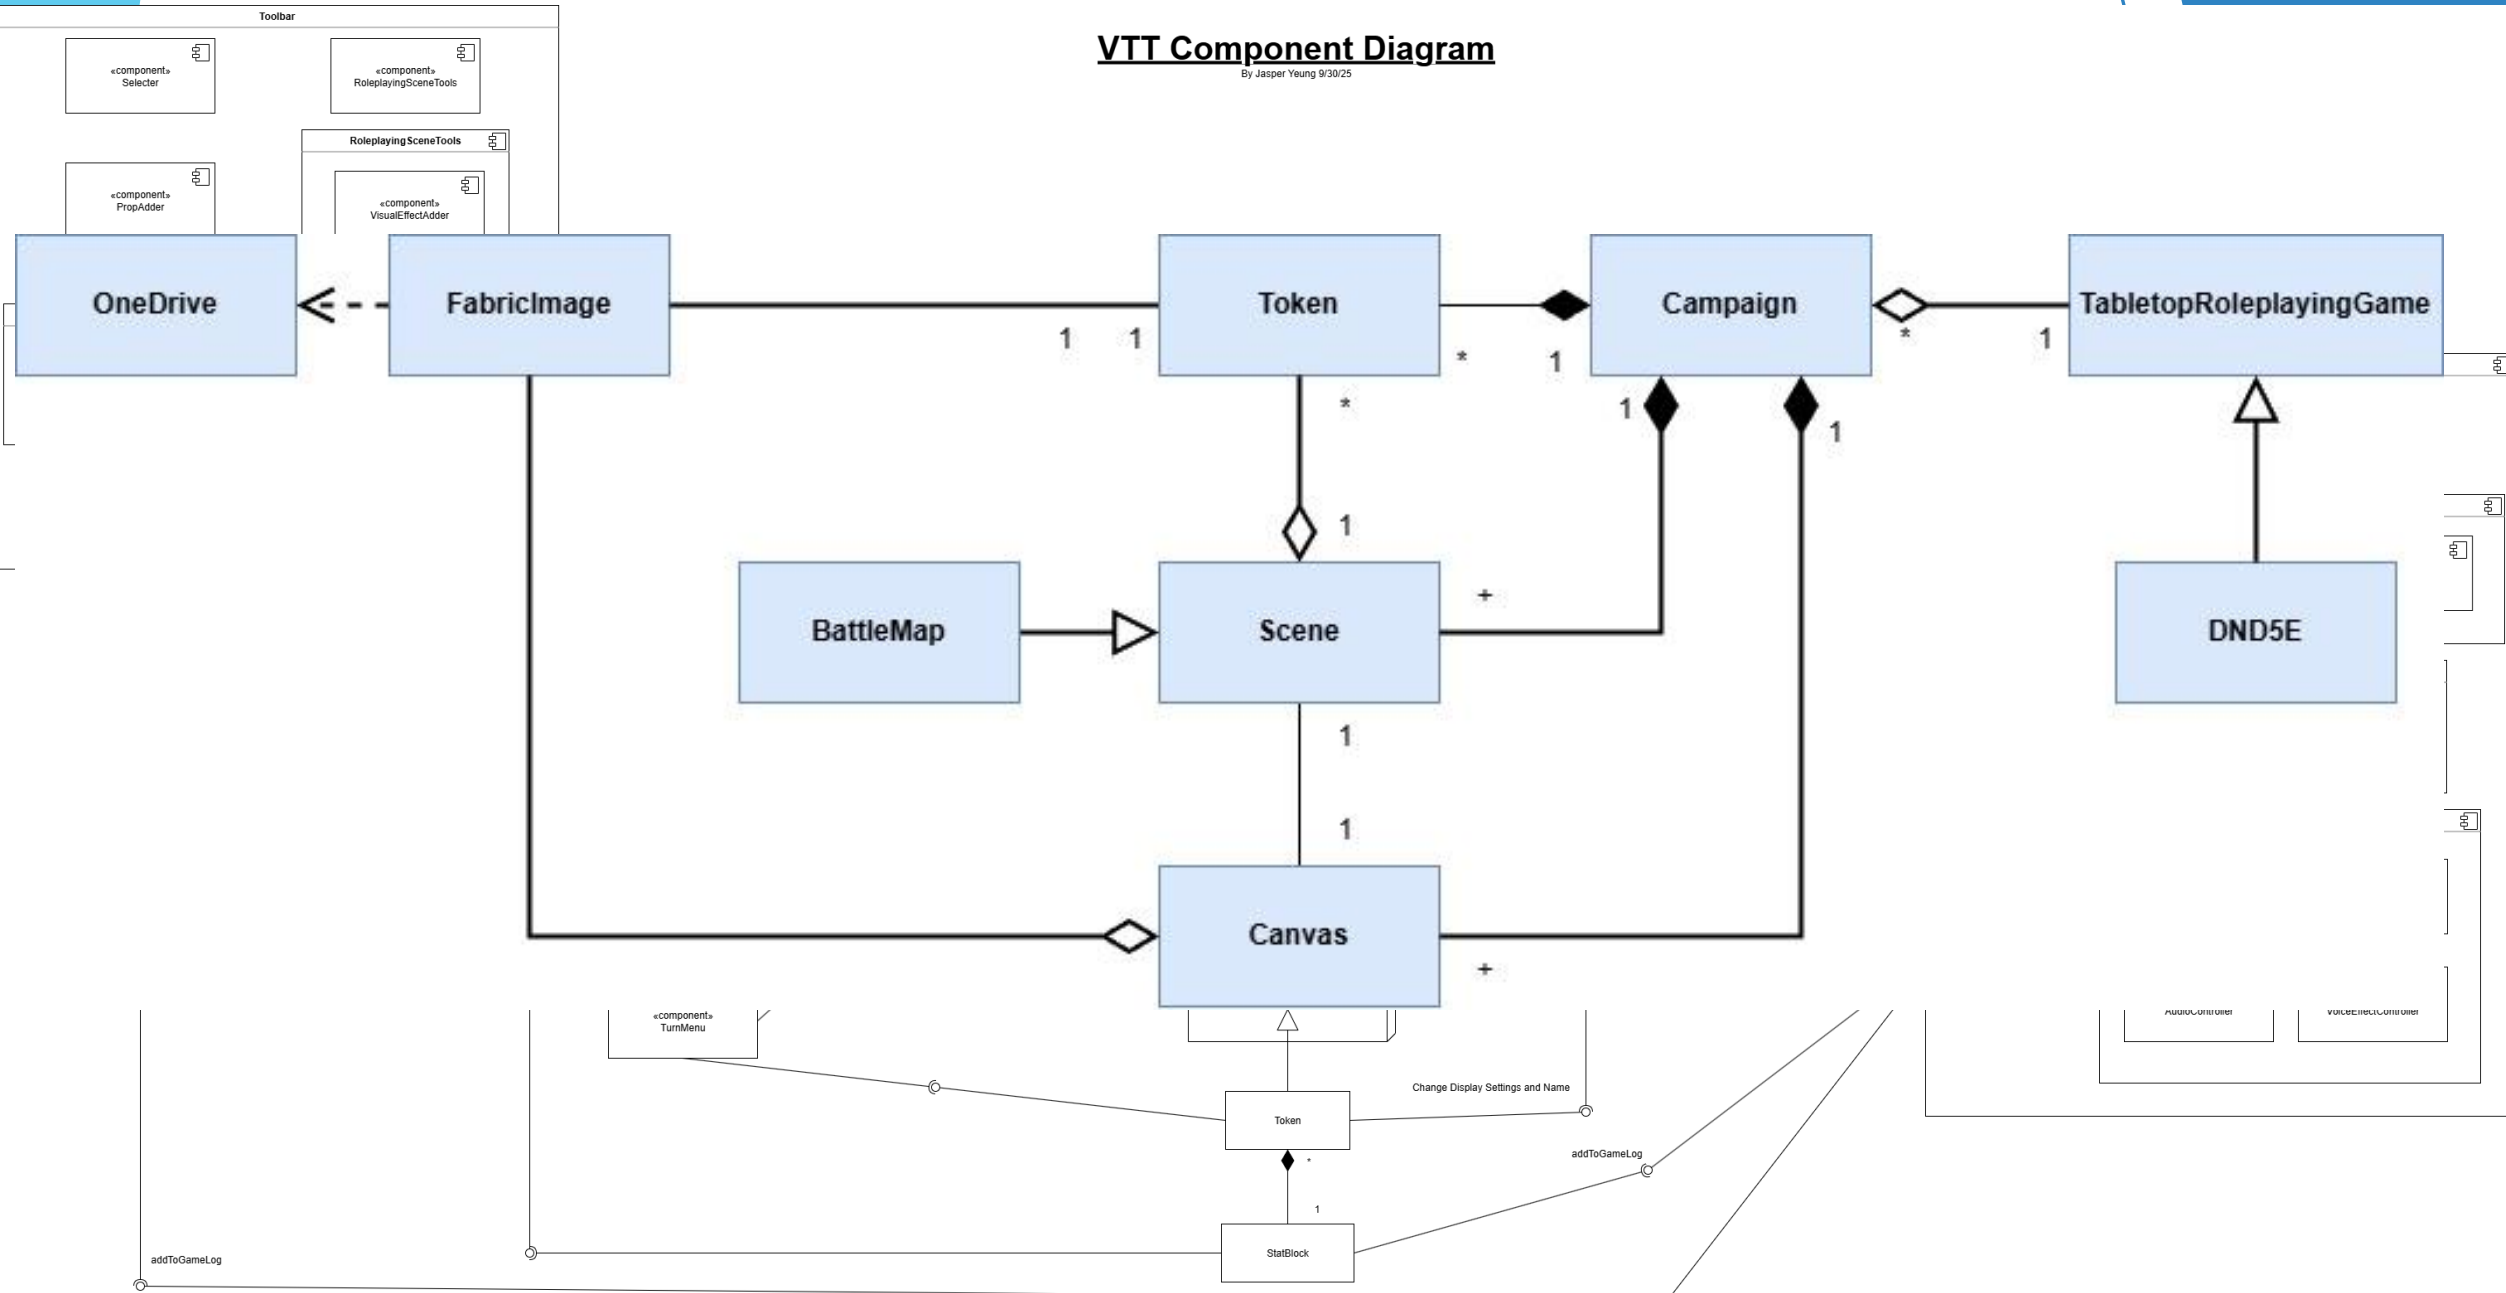 Toolbar
VTT Component Diagram
By Jasper Yeung 9/30/25
«component»
Selecter
«component»
RoleplayingSceneTools
RoleplayingSceneTools
«component»
PropAdder
«component»
VisualEffectAdder
OneDrive
FabricImage
Token
Campaign
TabletopRoleplayingGame
1
1
*
1
*
1
*
1
1
1
BattleMap
Scene
+
DND5E
1
1
Canvas
+
«component»
TurnMenu
AudioController
VoiceEffectController
Change Display Settings and Name
Token
*
addToGameLog
1
StatBlock
addToGameLog